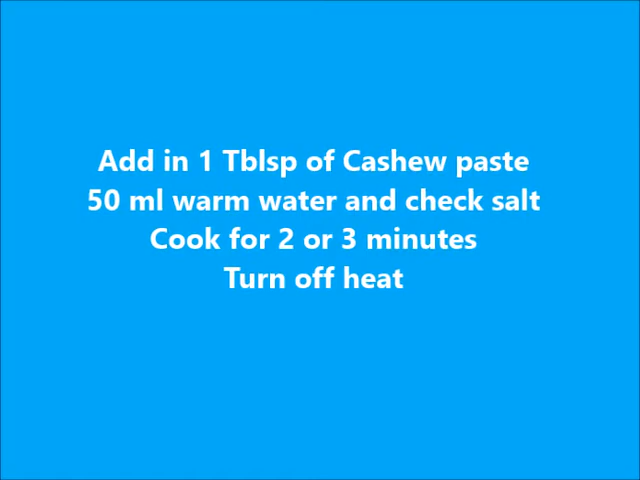 Add in 1 Tblsp of Cashew paste
50 ml warm water and check salt
Cook for 2 or 3 minutes
Turn off heat